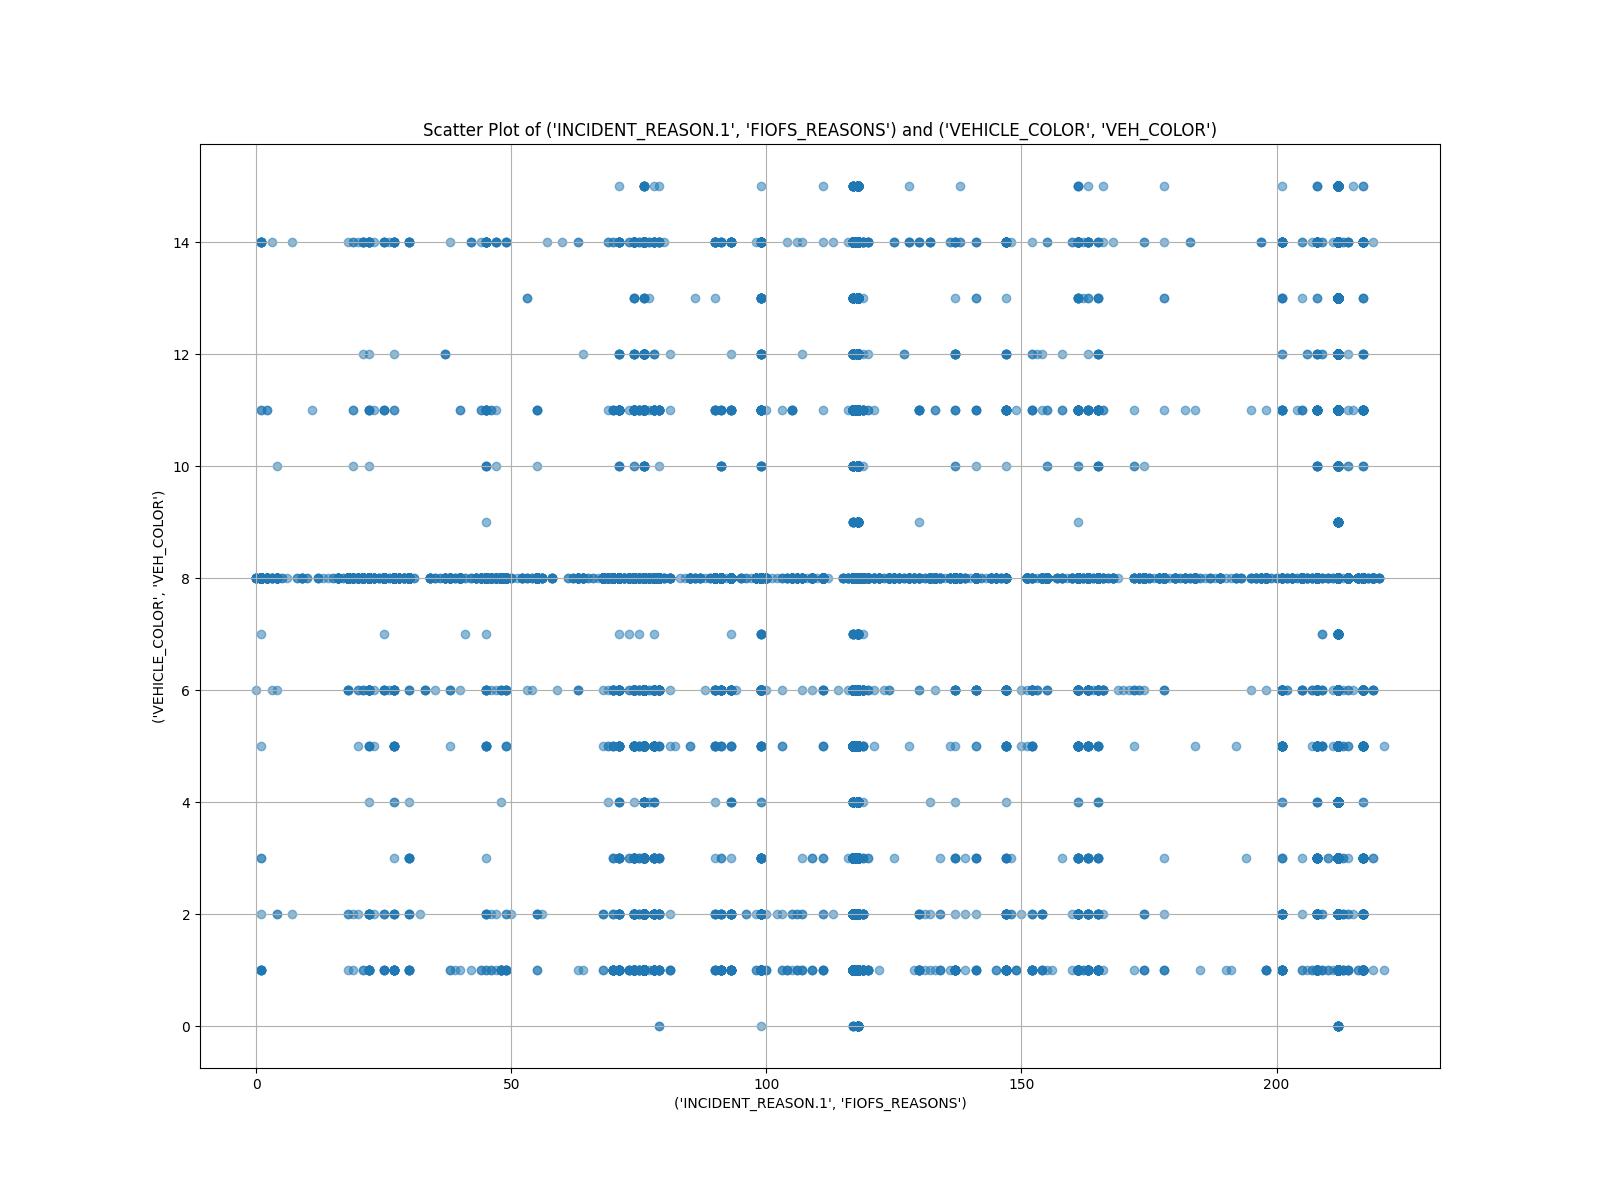 Scatter Plot of ('INCIDENT_REASON.1', 'FIOFS_REASONS') and ('VEHICLE_COLOR', 'VEH_COLOR')
('VEHICLE_COLOR', 'VEH_COLOR')
14
12
10
8
6
4
2
0
0 50 100 150 200
('INCIDENT_REASON.1', 'FIOFS_REASONS')